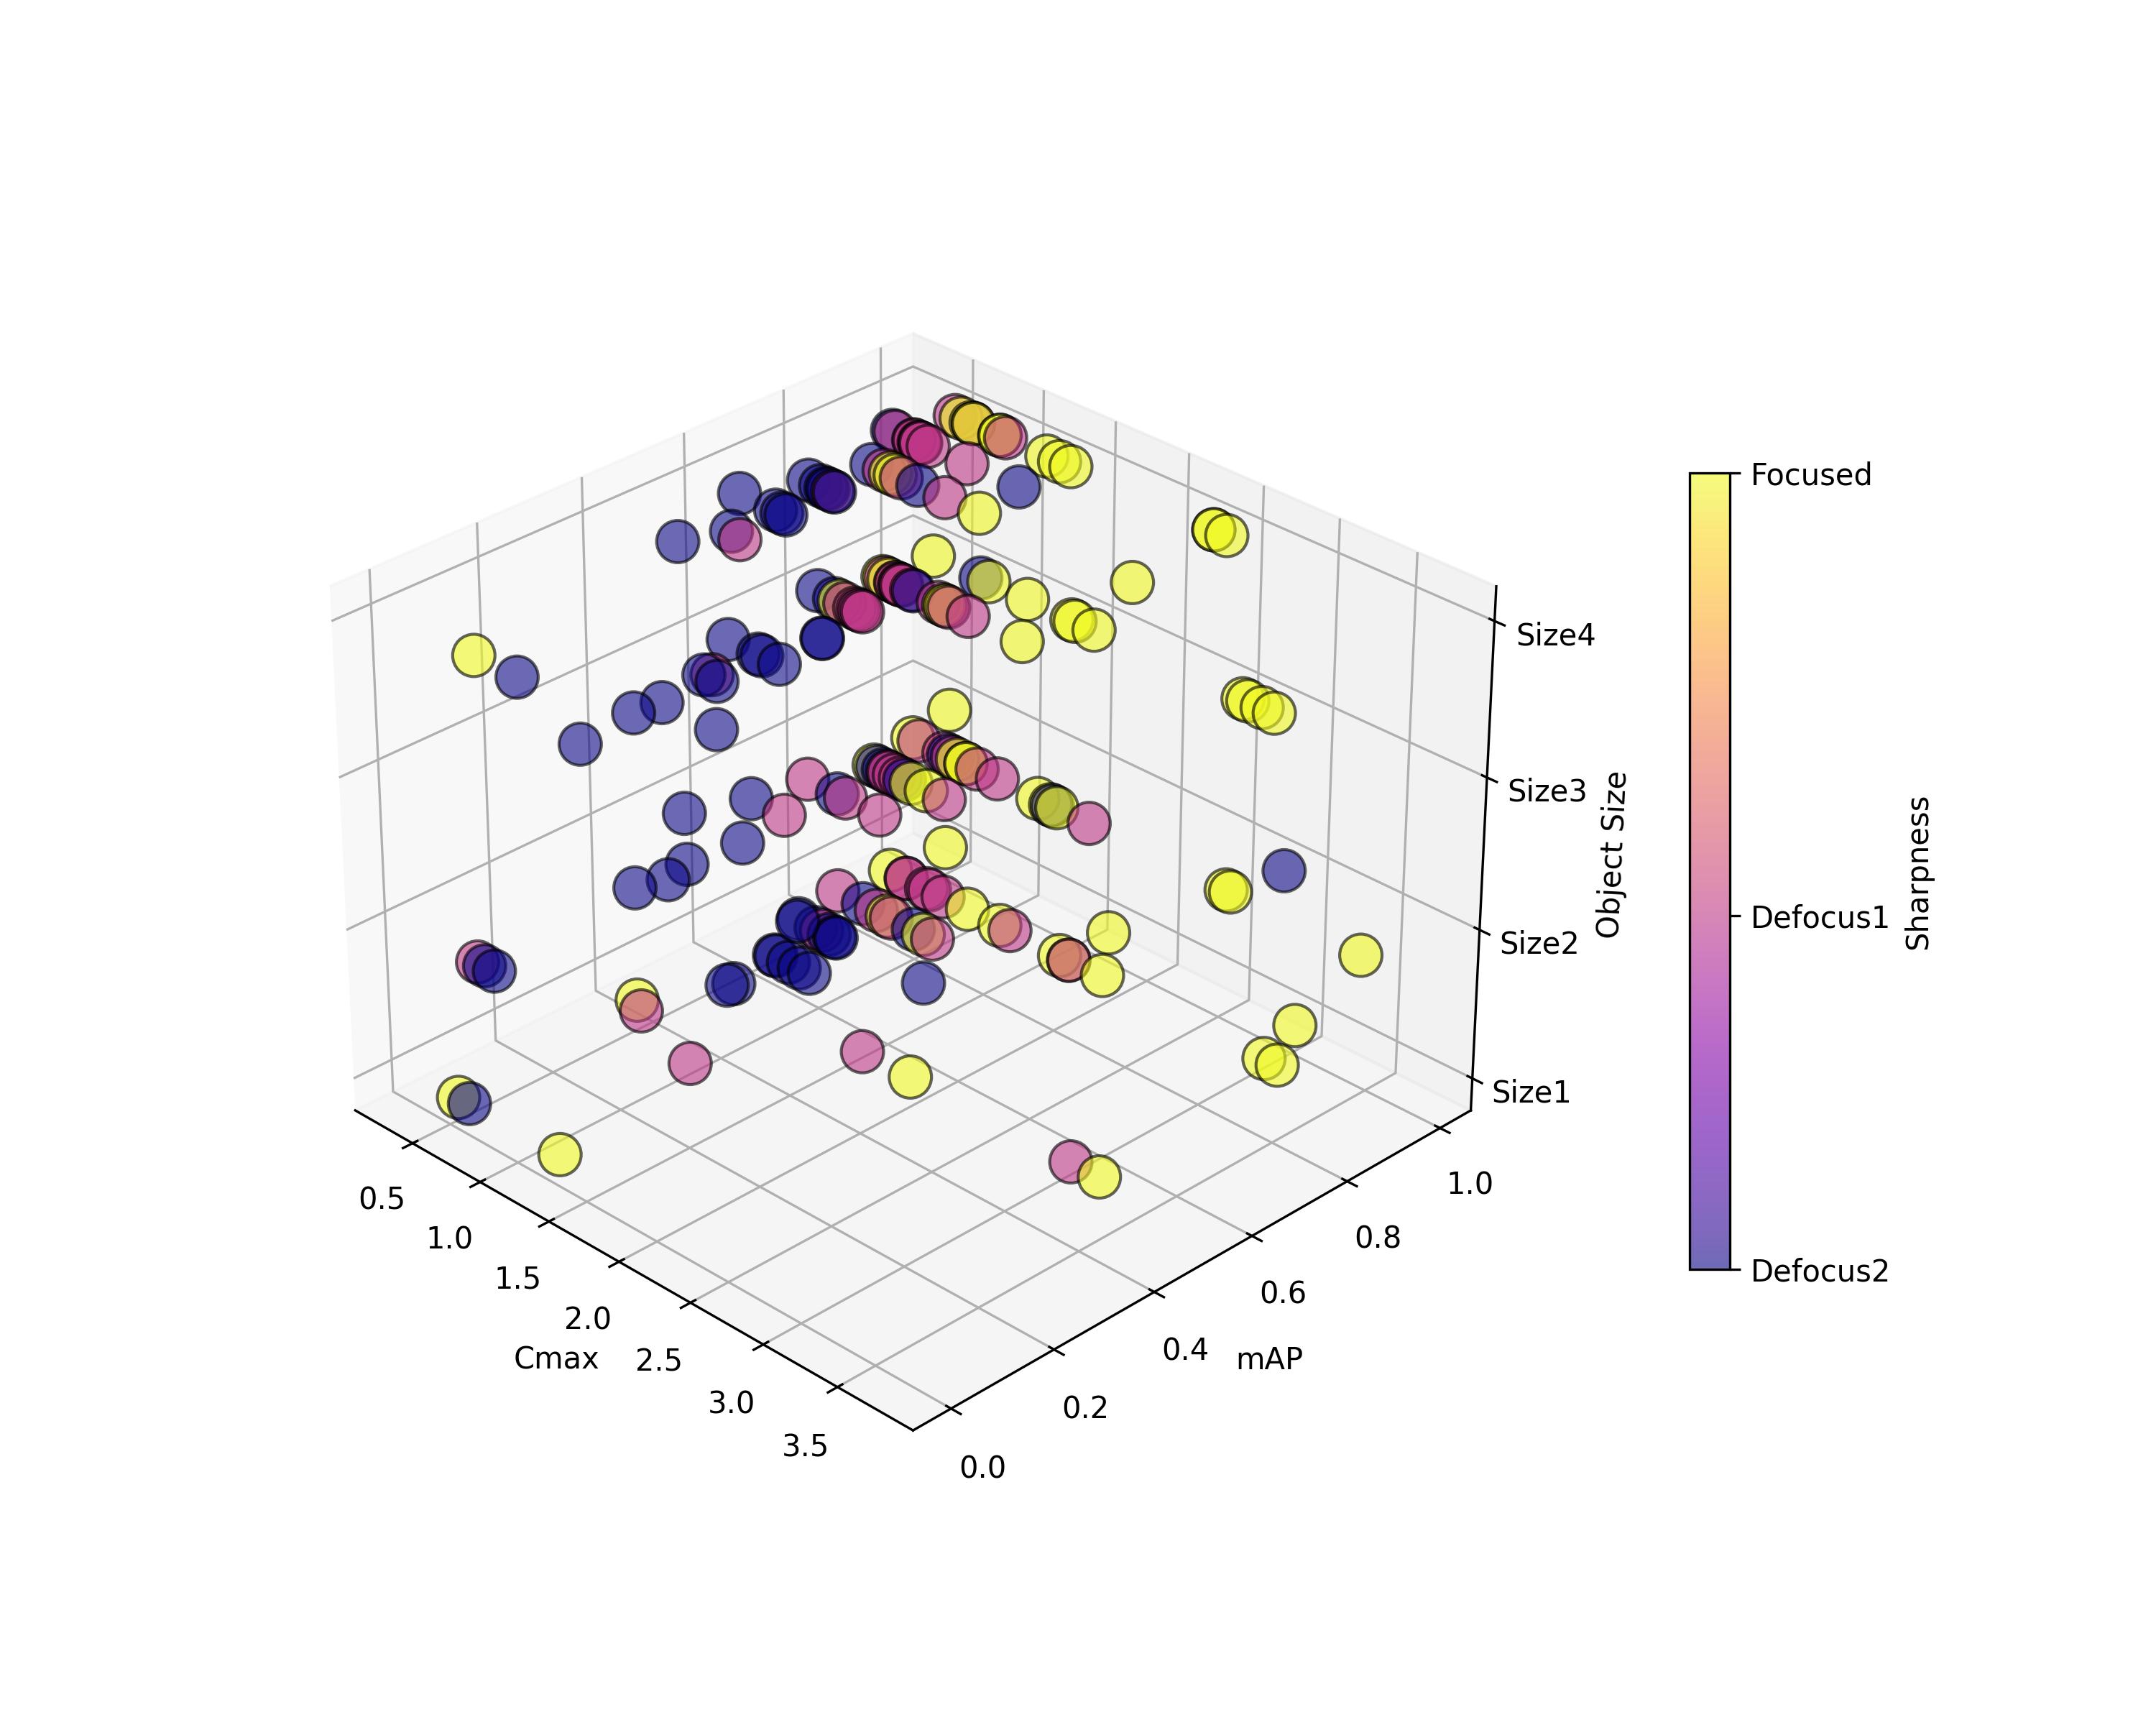 0.5
1.0
1.5
2.0
2.5
3.0
3.5
Cmax
0.0
0.2
0.4
0.6
0.8
1.0
mAP
Size1
Size2
Size3
Size4
Object Size
Focused
Defocus1
Defocus2
Sharpness